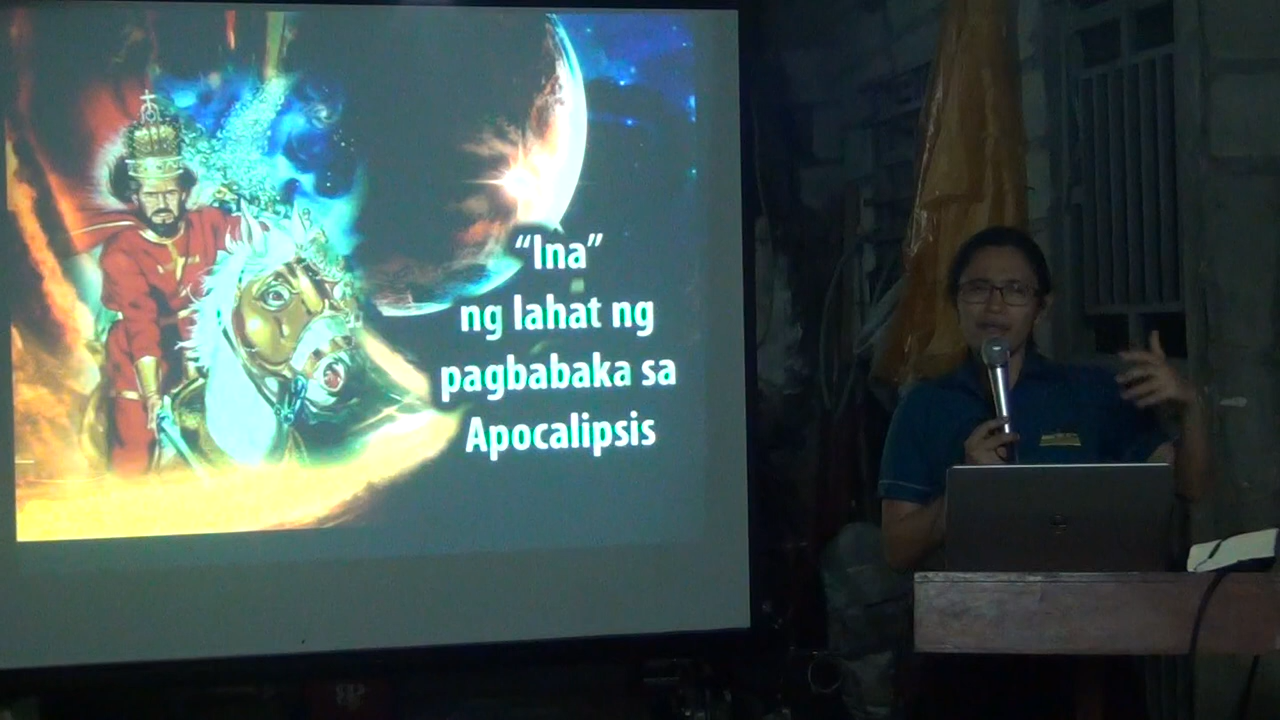 “Ina”
ng lahat ng
pagbabaka sa
Apocalipsis